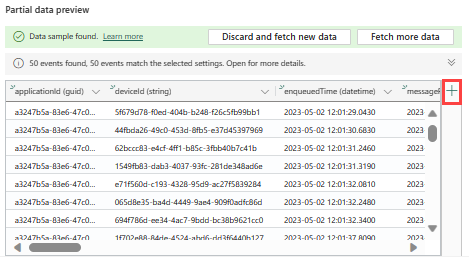 Partial data preview
Data sample found. Learn more Discard and fetch new data Fetch more data
50 events found, 50 events match the selected settings. Open for more details.
applicationId (guid) deviceId (string) enqueuedTime (datetime) messageP
a3247b5a-83e6-47c0... 5f679d78-f0ed-404b-b248-f26c5fb99bb1 2023-05-02 12:01:29.0430 2023-
a3247b5a-83e6-47c0... 44fbda26-49c0-453d-8fb5-e37d45397969 2023-05-02 12:01:30.6830 2023-
a3247b5a-83e6-47c0... 62bccc83-e4cf-4ff1-b85c-3fbb40b7c41b 2023-05-02 12:01:31.2460 2023-
a3247b5a-83e6-47c0... 1549fb83-dab3-4037-93fc-281de348ad6e 2023-05-02 12:01:31.3190 2023-
a3247b5a-83e6-47c0... e71f560d-c193-4328-95d9-ac27f5839284 2023-05-02 12:01:32.0810 2023-
a3247b5a-83e6-47c0... 065d8e35-ba4d-4449-9ae4-909f0adfc86d 2023-05-02 12:01:32.2480 2023-
a3247b5a-83e6-47c0... 694f786d-ee34-4ac7-9bdd-bc38b9621cc0 2023-05-02 12:01:32.3400 2023-
a3247b5a-83e6-47c0... 1f702e88-84de-4524-abd6-dd3f6440b127 2023-05-02 12:01:37.8090 2023-